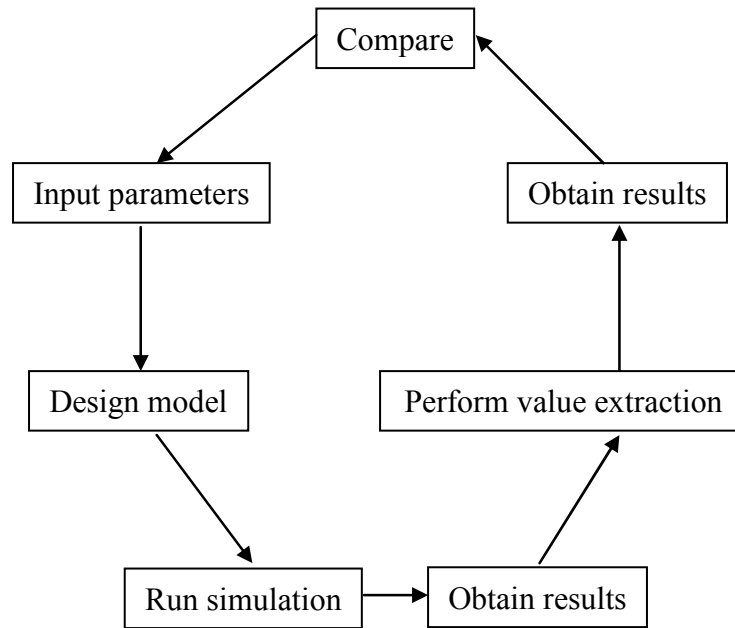 Compare
Input parameters
Obtain results
Design model
Perform value extraction
Run simulation
Obtain results